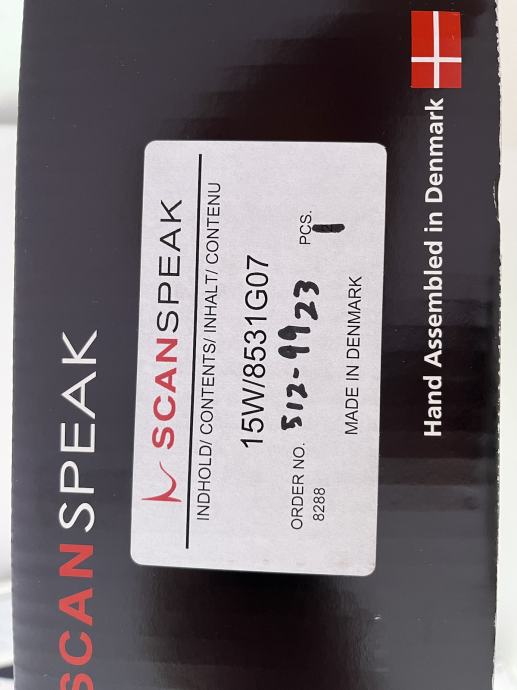 SCANSPEAK
SCANSPEAK
INDHOLD/ CONTENTS/ INHALT/ CONTENU
15W/8531G07
ORDER NO. 512-9923 PCS. 1
8288
MADE IN DENMARK
Hand Assembled in Denmark